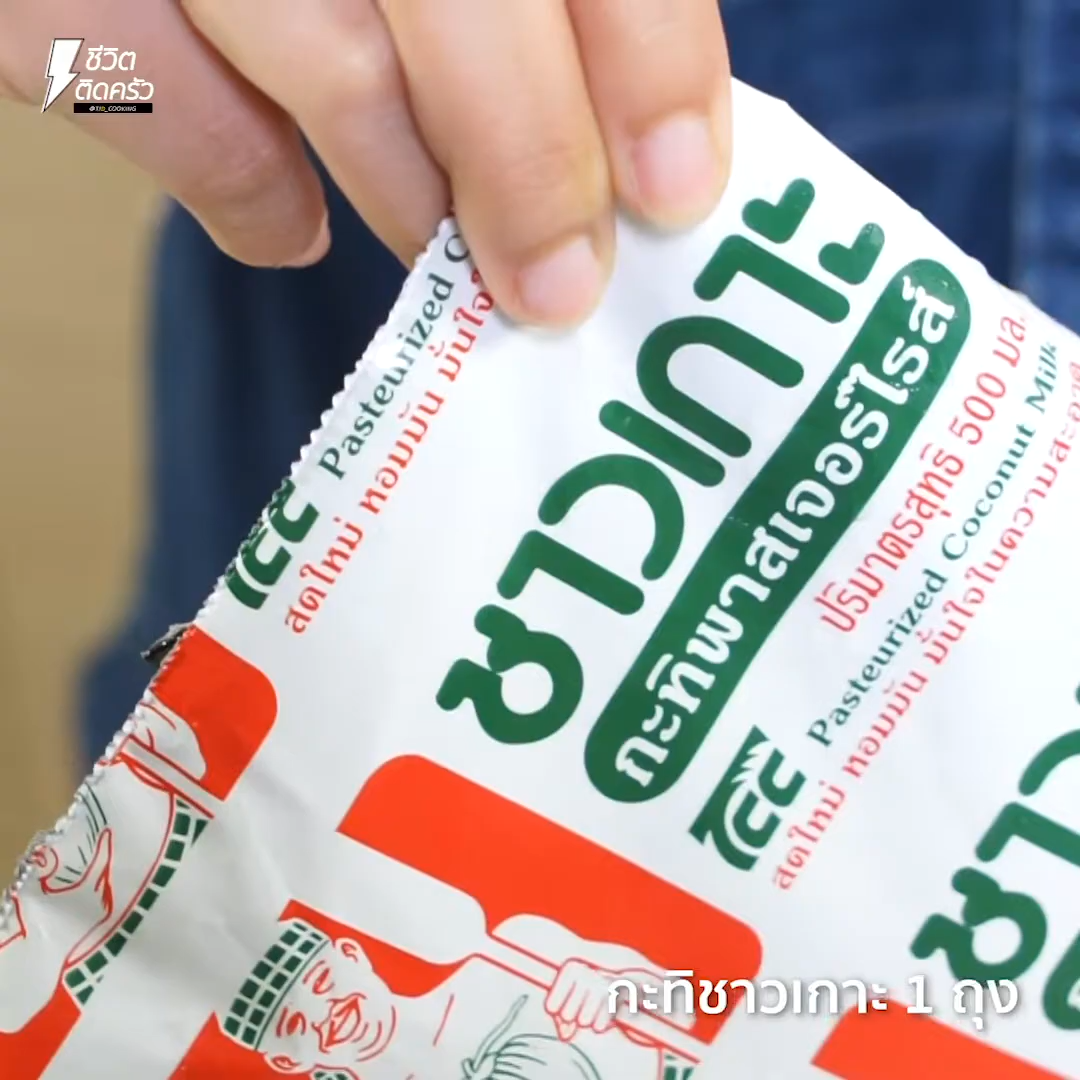 ชีวิต
ติดครัว
@TJD_COOKING
Pasteurized
สดใหม่ หอมมัน มั่นใจ
TCC
ชาวเกาะ
กะทิพาสเจอร์ไรส์
ปริมาตรสุทธิ 500 มล.
TCC
Pasteurized Coconut Milk
สดใหม่ หอมมัน มั่นใจในความสะอาด
กะทิชาวเกาะ 1 ถุง